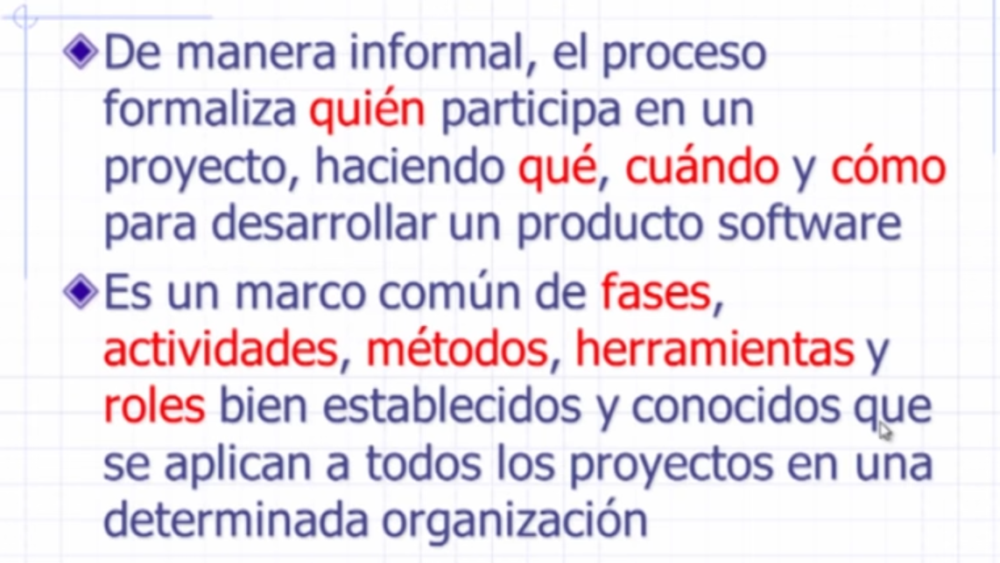 De manera informal, el proceso
formaliza quién participa en un
proyecto, haciendo qué, cuándo y cómo
para desarrollar un producto software
Es un marco común de fases,
actividades, métodos, herramientas y
roles bien establecidos y conocidos que
se aplican a todos los proyectos en una
determinada organización